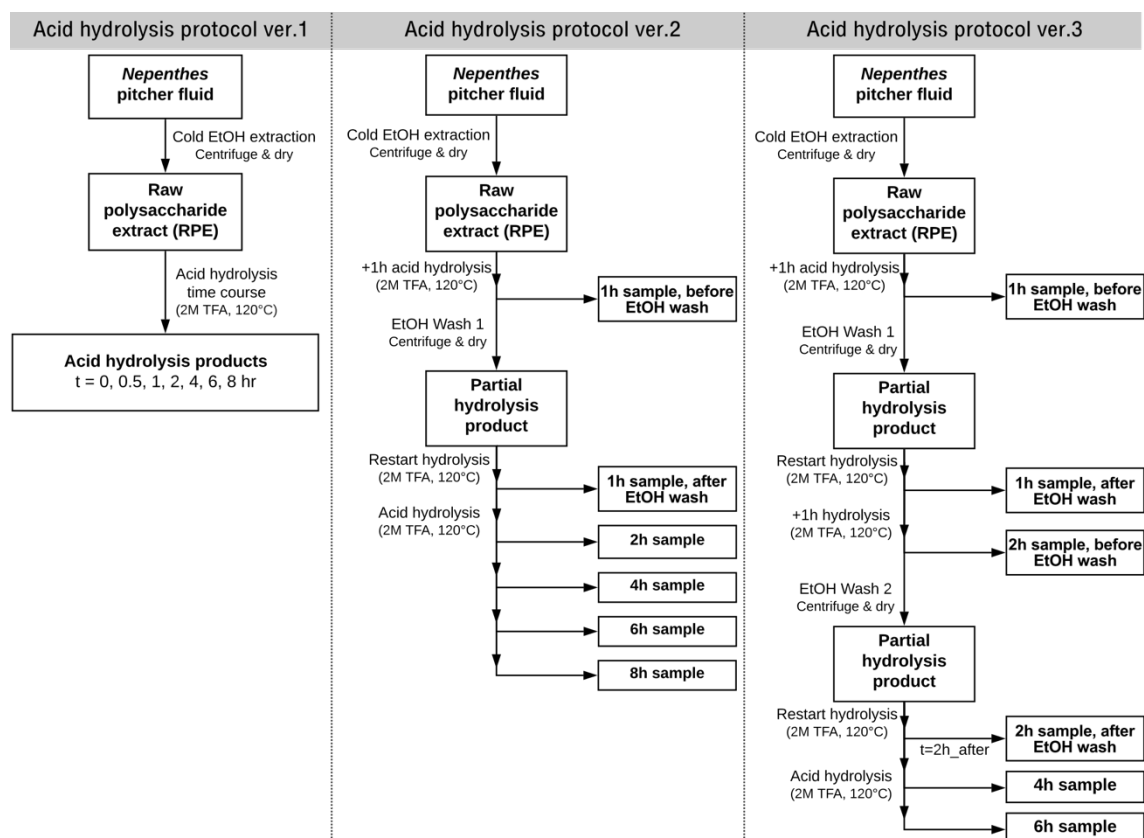 Acid hydrolysis protocol ver.1
Nepenthes
pitcher fluid
Cold EtOH extraction
Centrifuge & dry
Raw
polysaccharide
extract (RPE)
Acid hydrolysis
time course
(2M TFA, 120°C)
Acid hydrolysis products
t = 0, 0.5, 1, 2, 4, 6, 8 hr
Acid hydrolysis protocol ver.2
Nepenthes
pitcher fluid
Cold EtOH extraction
Centrifuge & dry
Raw
polysaccharide
extract (RPE)
+1h acid hydrolysis
(2M TFA, 120°C)
1h sample, before
EtOH wash
EtOH Wash 1
Centrifuge & dry
Partial
hydrolysis
product
Restart hydrolysis
(2M TFA, 120°C)
1h sample, after
EtOH wash
Acid hydrolysis
(2M TFA, 120°C)
2h sample
4h sample
6h sample
8h sample
Acid hydrolysis protocol ver.3
Nepenthes
pitcher fluid
Cold EtOH extraction
Centrifuge & dry
Raw
polysaccharide
extract (RPE)
+1h acid hydrolysis
(2M TFA, 120°C)
1h sample, before
EtOH wash
EtOH Wash 1
Centrifuge & dry
Partial
hydrolysis
product
Restart hydrolysis
(2M TFA, 120°C)
1h sample, after
EtOH wash
+1h hydrolysis
(2M TFA, 120°C)
2h sample, before
EtOH wash
EtOH Wash 2
Centrifuge & dry
Partial
hydrolysis
product
Restart hydrolysis
(2M TFA, 120°C)
t=2h_after
2h sample, after
EtOH wash
Acid hydrolysis
(2M TFA, 120°C)
4h sample
6h sample